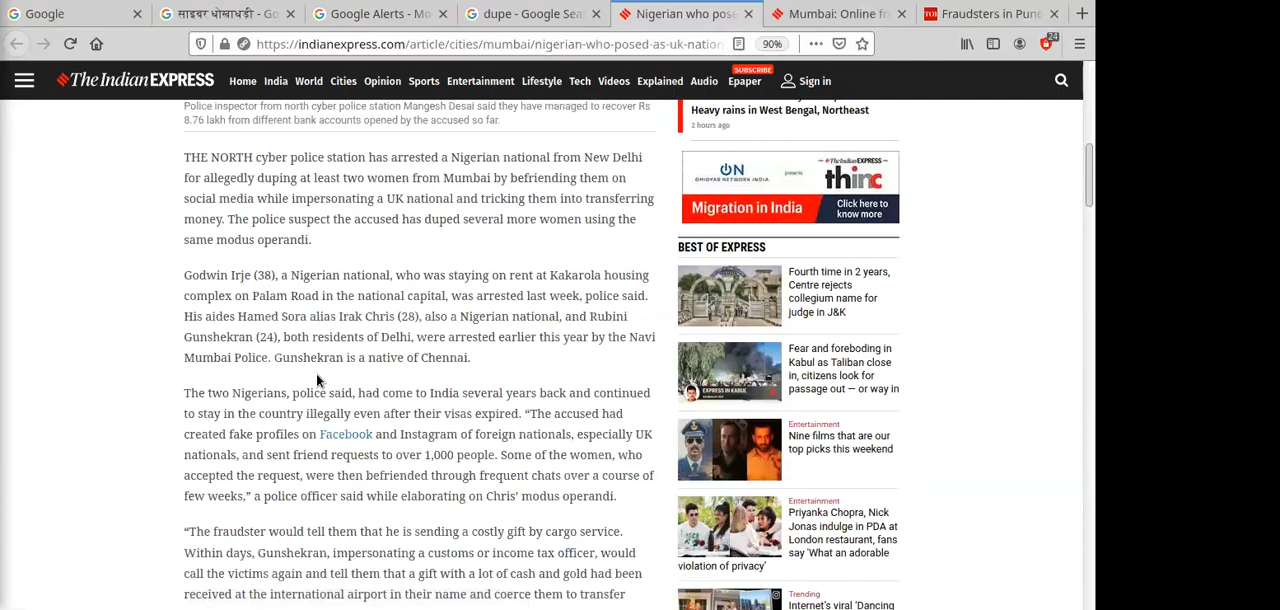 Google
साइबर धोखाधड़ी - Go
Google Alerts - Mo
dupe - Google Sea
Nigerian who pose
Mumbai: Online fr
TOI
Fraudsters in Pune
https://indianexpress.com/article/cities/mumbai/nigerian-who-posed-as-uk-nation
90%
24
The Indian EXPRESS
Home India World Cities Opinion Sports Entertainment Lifestyle Tech Videos Explained Audio Epaper Sign in
SUBSCRIBE
Police inspector from north cyber police station Mangesh Desai said they have managed to recover Rs
8.76 lakh from different bank accounts opened by the accused so far.
THE NORTH cyber police station has arrested a Nigerian national from New Delhi
for allegedly duping at least two women from Mumbai by befriending them on
social media while impersonating a UK national and tricking them into transferring
money. The police suspect the accused has duped several more women using the
same modus operandi.
Godwin Irje (38), a Nigerian national, who was staying on rent at Kakarola housing
complex on Palam Road in the national capital, was arrested last week, police said.
His aides Hamed Sora alias Irak Chris (28), also a Nigerian national, and Rubini
Gunshekran (24), both residents of Delhi, were arrested earlier this year by the Navi
Mumbai Police. Gunshekran is a native of Chennai.
The two Nigerians, police said, had come to India several years back and continued
to stay in the country illegally even after their visas expired. “The accused had
created fake profiles on Facebook and Instagram of foreign nationals, especially UK
nationals, and sent friend requests to over 1,000 people. Some of the women, who
accepted the request, were then befriended through frequent chats over a course of
few weeks,” a police officer said while elaborating on Chris’ modus operandi.
“The fraudster would tell them that he is sending a costly gift by cargo service.
Within days, Gunshekran, impersonating a customs or income tax officer, would
call the victims again and tell them that a gift with a lot of cash and gold had been
received at the international airport in their name and coerce them to transfer
Heavy rains in West Bengal, Northeast
2 hours ago
ON
OMIDYAR NETWORK INDIA
presents
The Indian EXPRESS
thinc
Migration in India
Click here to
know more
BEST OF EXPRESS
Fourth time in 2 years,
Centre rejects
collegium name for
judge in J&K
Fear and foreboding in
Kabul as Taliban close
in, citizens look for
passage out — or way in
EXPRESS IN KABUL
Entertainment
Nine films that are our
top picks this weekend
Entertainment
Priyanka Chopra, Nick
Jonas indulge in PDA at
London restaurant, fans
say 'What an adorable
violation of privacy'
Trending
Internet's viral 'Dancing